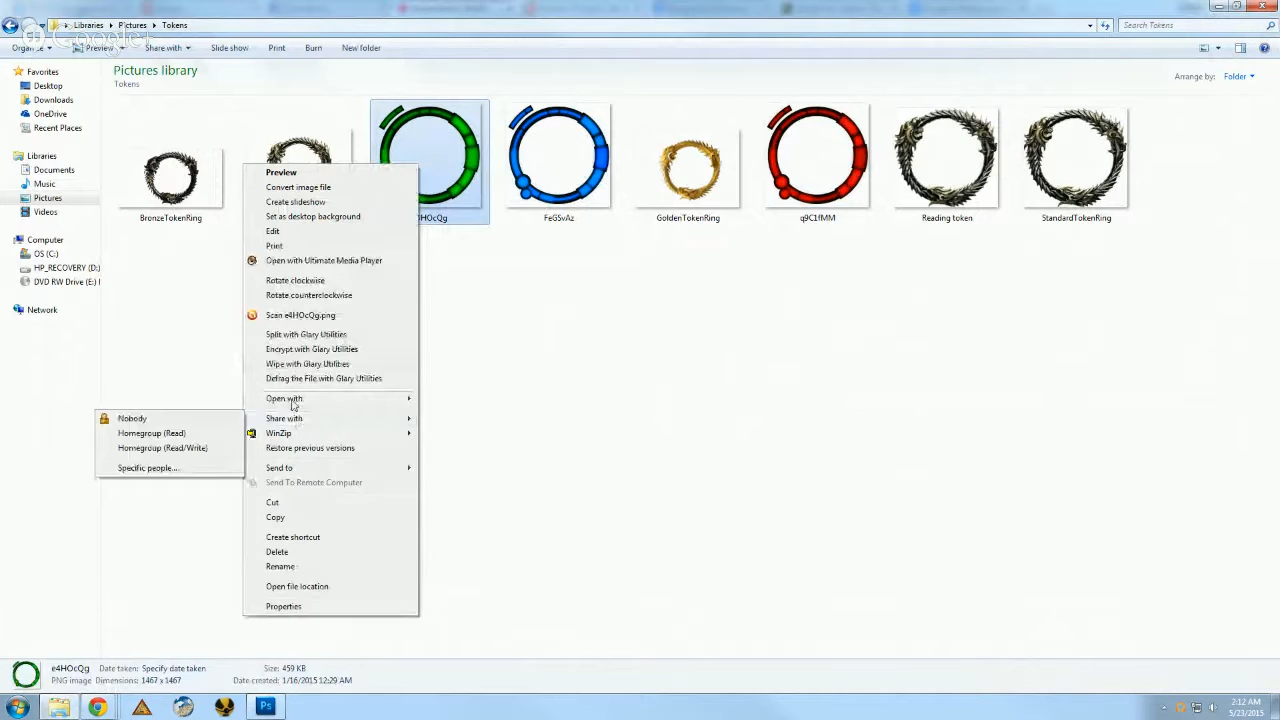 Libraries Pictures Tokens Search Tokens
Organize Preview Share with Slide show Print Burn New folder
Favorites
Desktop
Downloads
OneDrive
Recent Places
Libraries
Documents
Music
Pictures
Videos
Computer
OS (C:)
HP_RECOVERY (D:)
DVD RW Drive (E:)
Network
Pictures library
Tokens
Arrange by: Folder
BronzeTokenRing
HOcQg
FeGSvAz
GoldenTokenRing
q9C1fMM
Reading token
StandardTokenRing
Preview
Convert image file
Create slideshow
Set as desktop background
Edit
Print
Open with Ultimate Media Player
Rotate clockwise
Rotate counterclockwise
Scan e4HOcQg.png
Split with Glary Utilities
Encrypt with Glary Utilities
Wipe with Glary Utilities
Defrag the File with Glary Utilities
Open with
Share with
WinZip
Restore previous versions
Send to
Send To Remote Computer
Cut
Copy
Create shortcut
Delete
Rename
Open file location
Properties
Nobody
Homegroup (Read)
Homegroup (Read/Write)
Specific people...
e4HOcQg Date taken: Specify date taken Size: 459 KB
PNG image Dimensions: 1467 x 1467 Date created: 1/16/2015 12:29 AM
Ps
2:12 AM
5/23/2015